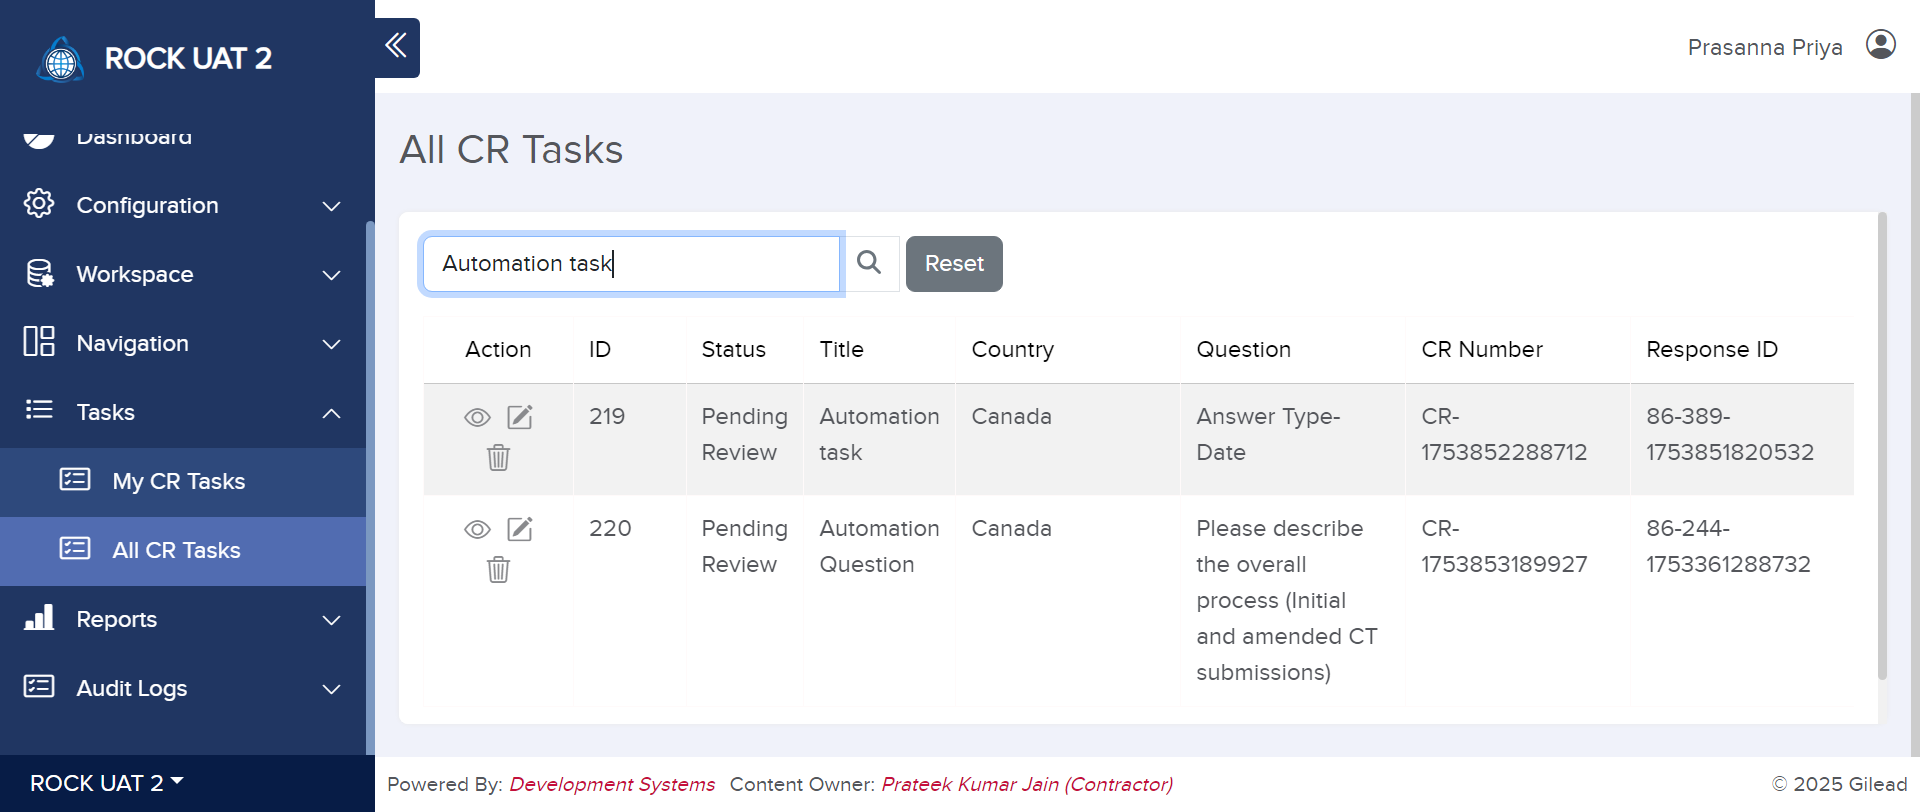 ROCK UAT 2
Prasanna Priya
Dashboard
Configuration
Workspace
Navigation
Tasks
My CR Tasks
All CR Tasks
Reports
Audit Logs
ROCK UAT 2
All CR Tasks
Automation task
Reset
Action ID Status Title Country Question CR Number Response ID
219 Pending Automation Canada Answer Type- CR- 86-389-
Review task Date 1753852288712 1753851820532
220 Pending Automation Canada Please describe CR- 86-244-
Review Question the overall 1753853189927 1753361288732
process (Initial
and amended CT
submissions)
Powered By: Development Systems Content Owner: Prateek Kumar Jain (Contractor) © 2025 Gilead